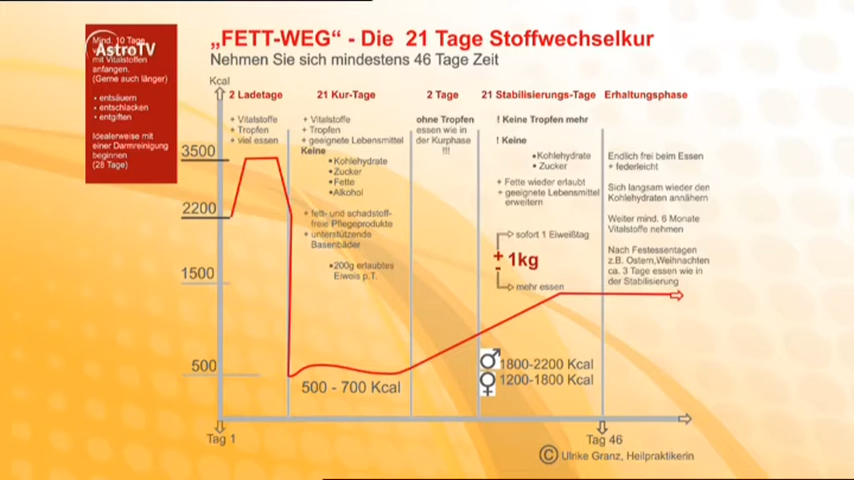 „FETT-WEG“ - Die 21 Tage Stoffwechselkur
Nehmen Sie sich mindestens 46 Tage Zeit
AstroTV
Mind. 10 Tage
mit Vitalstoffen
anfangen.
(Gerne auch länger)
• entsäuern
• entschlacken
• entgiften
Idealerweise mit
einer Darmreinigung
beginnen
(28 Tage)
Kcal
3500
2200
1500
500
2 Ladetage
+ Vitalstoffe
+ Tropfen
+ viel essen
21 Kur-Tage
+ Vitalstoffe
+ Tropfen
+ geeignete Lebensmittel
Keine
• Kohlehydrate
• Zucker
• Fette
• Alkohol
+ fett- und schadstoff-
freie Pflegeprodukte
+ unterstützende
Basenbäder
• 200g erlaubtes
Eiweis p.T.
500 - 700 Kcal
2 Tage
ohne Tropfen
essen wie in
der Kurphase
!!!
21 Stabilisierungs-Tage
! Keine Tropfen mehr
! Keine
• Kohlehydrate
• Zucker
+ Fette wieder erlaubt
+ geeignete Lebensmittel
erweitern
sofort 1 Eiweißtag
+
- 1kg
mehr essen
♂ 1800-2200 Kcal
♀ 1200-1800 Kcal
Erhaltungsphase
Endlich frei beim Essen
+ federleicht
Sich langsam wieder den
Kohlehydraten annähern
Weiter mind. 6 Monate
Vitalstoffe nehmen
Nach Festessentagen
z.B. Ostern,Weihnachten
ca. 3 Tage essen wie in
der Stabilisierung
Tag 1
Tag 46
© Ulrike Granz, Heilpraktikerin